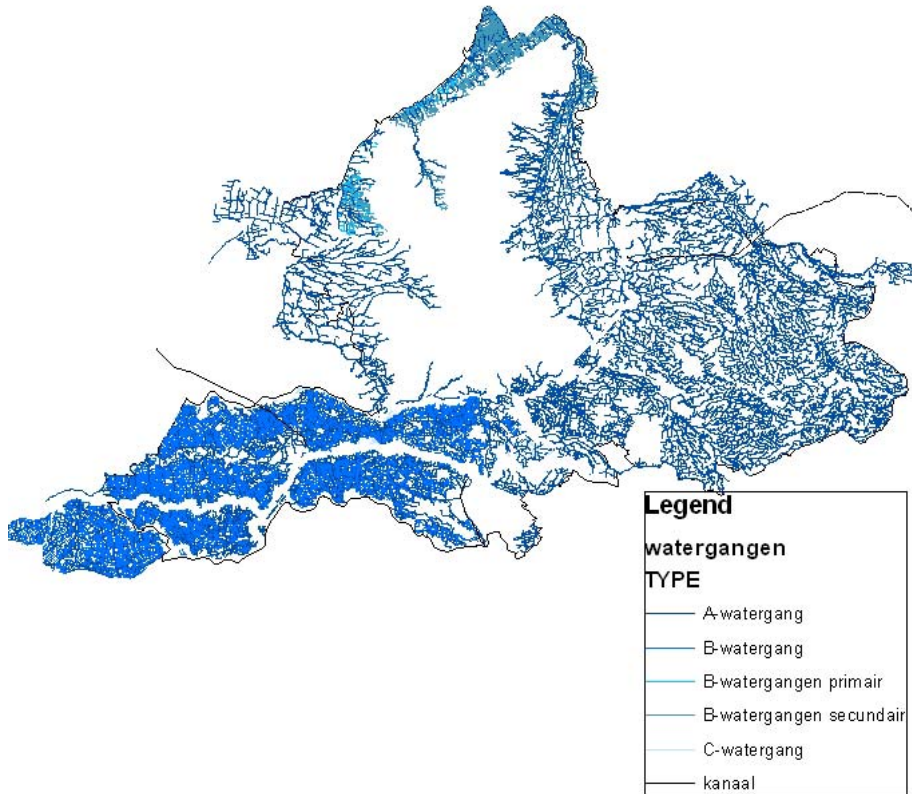 Legend
watergangen
TYPE
A-watergang
B-watergang
B-watergangen primair
B-watergangen secundair
C-watergang
kanaal